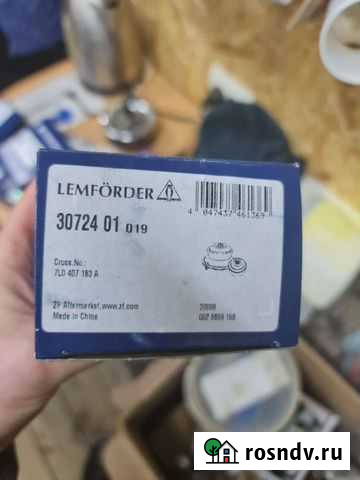 LEMFÖRDER
4 047437 461369
30724 01 019
Cross.No.:
7L0 407 183 A
ZF Aftermarket, www.zf.com
Made in China
rosndv.ru